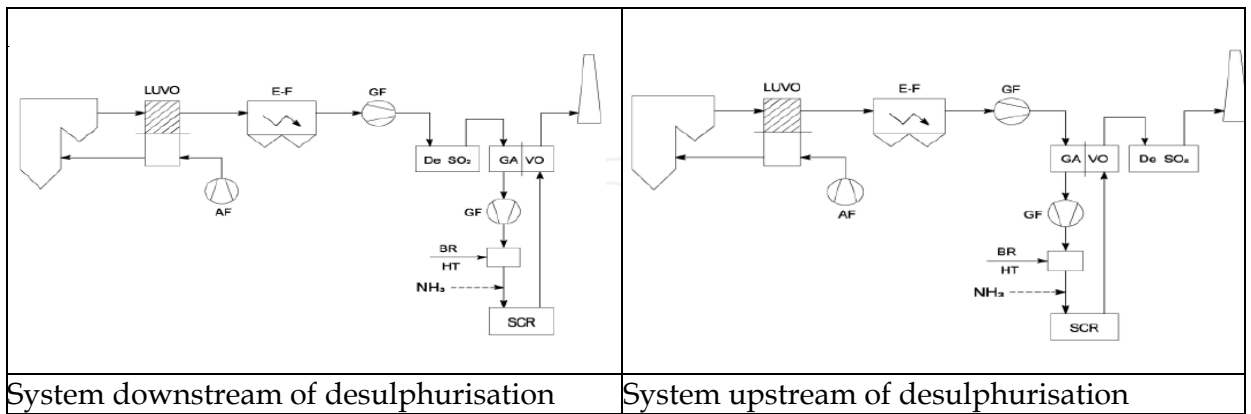 LUVO
E-F
GF
De SO₂
GA VO
AF
GF
BR
HT
NH₃
SCR
System downstream of desulphurisation
LUVO
E-F
GF
GA VO
De SO₂
AF
GF
BR
HT
NH₃
SCR
System upstream of desulphurisation